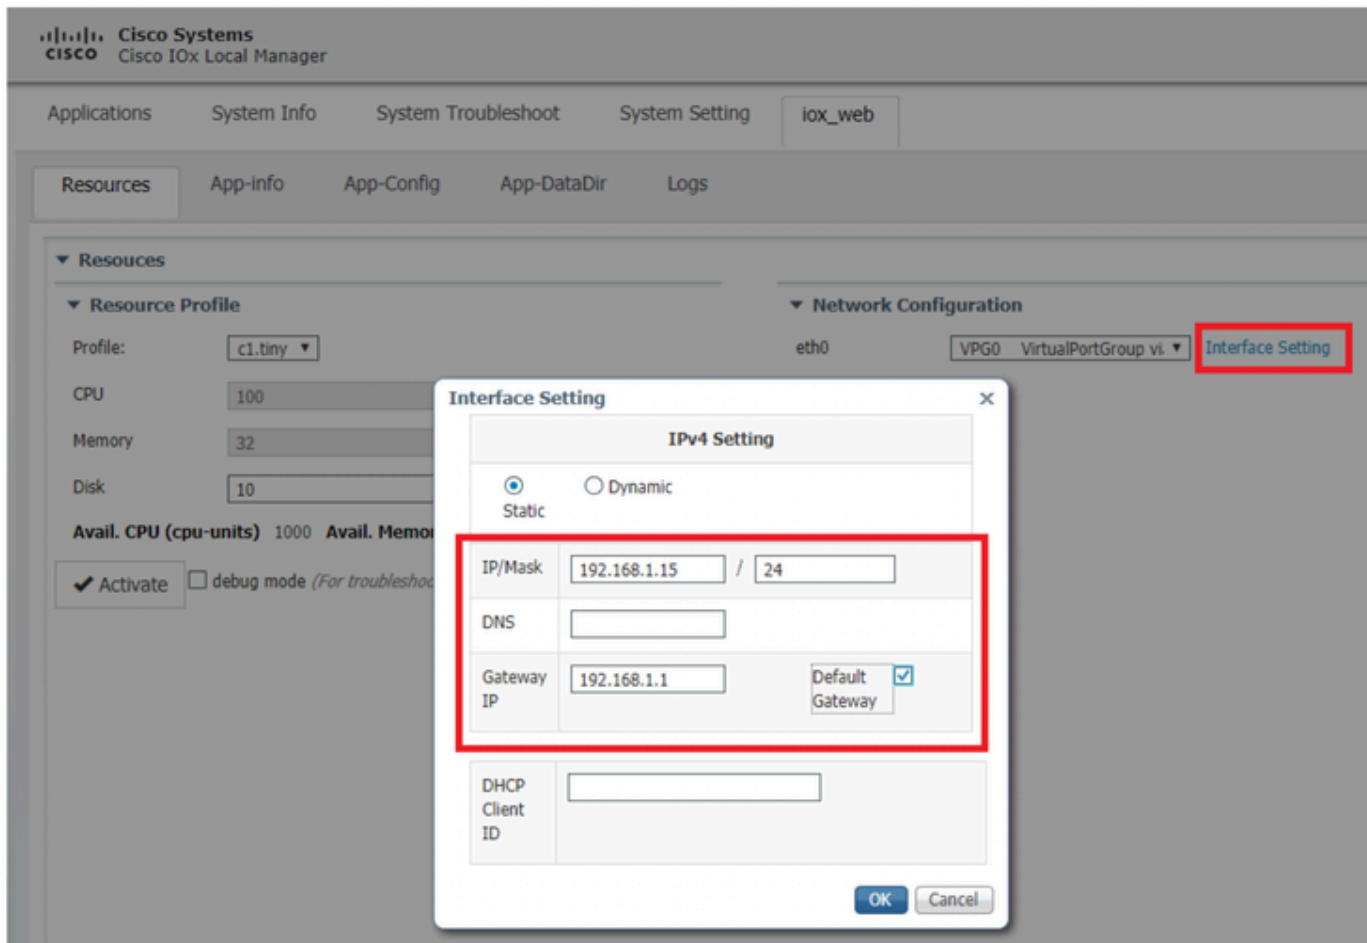 Cisco Systems
CISCO Cisco IOx Local Manager
Applications System Info System Troubleshoot System Setting iox_web
Resources App-info App-Config App-DataDir Logs
Resouces
Resource Profile
Network Configuration
Profile: c1.tiny
eth0 VPG0 VirtualPortGroup vi Interface Setting
CPU 100
Memory 32
Disk 10
Avail. CPU (cpu-units) 1000 Avail. Memo
Activate debug mode (For troubleshoo
Interface Setting
IPv4 Setting
Static
Dynamic
IP/Mask 192.168.1.15 / 24
DNS
Gateway
IP
192.168.1.1
Default
Gateway
DHCP
Client
ID
OK Cancel